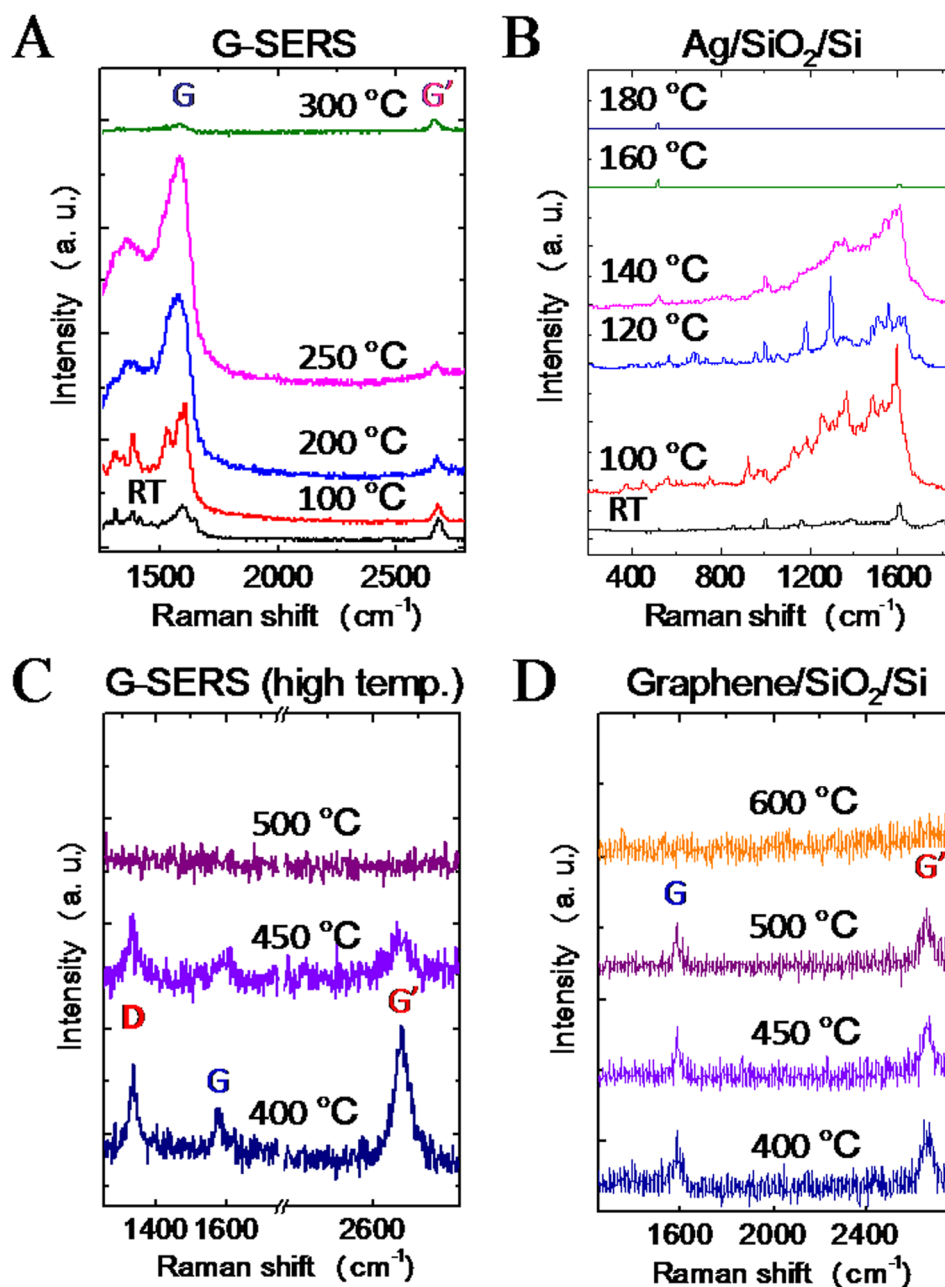 A
G-SERS
G
300 °C
G'
250 °C
200 °C
100 °C
RT
Intensity (a. u.)
1500
2000
2500
Raman shift (cm⁻¹)
B
Ag/SiO₂/Si
180 °C
160 °C
140 °C
120 °C
100 °C
RT
Intensity (a. u.)
400
800
1200
1600
Raman shift (cm⁻¹)
C
G-SERS (high temp.)
500 °C
450 °C
D
G'
G
400 °C
Intensity (a. u.)
1400
1600
2600
Raman shift (cm⁻¹)
D
Graphene/SiO₂/Si
600 °C
G
G'
500 °C
450 °C
400 °C
Intensity (a. u.)
1600
2000
2400
Raman shift (cm⁻¹)